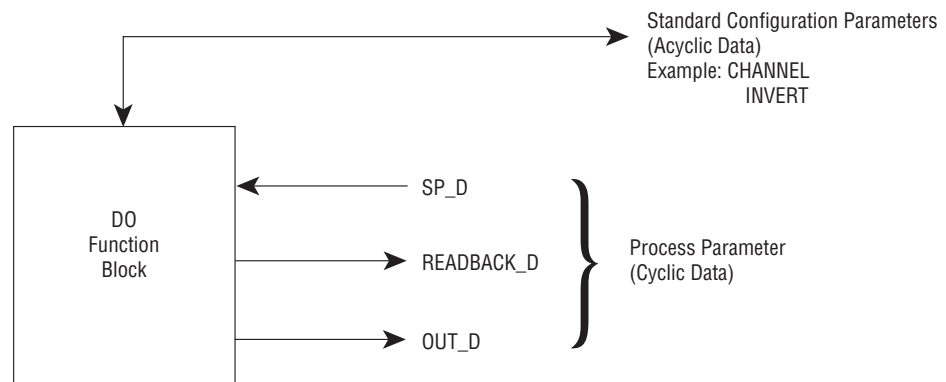 Standard Configuration Parameters
(Acyclic Data)
Example: CHANNEL
INVERT
DO
Function
Block
SP_D
READBACK_D
OUT_D
Process Parameter
(Cyclic Data)